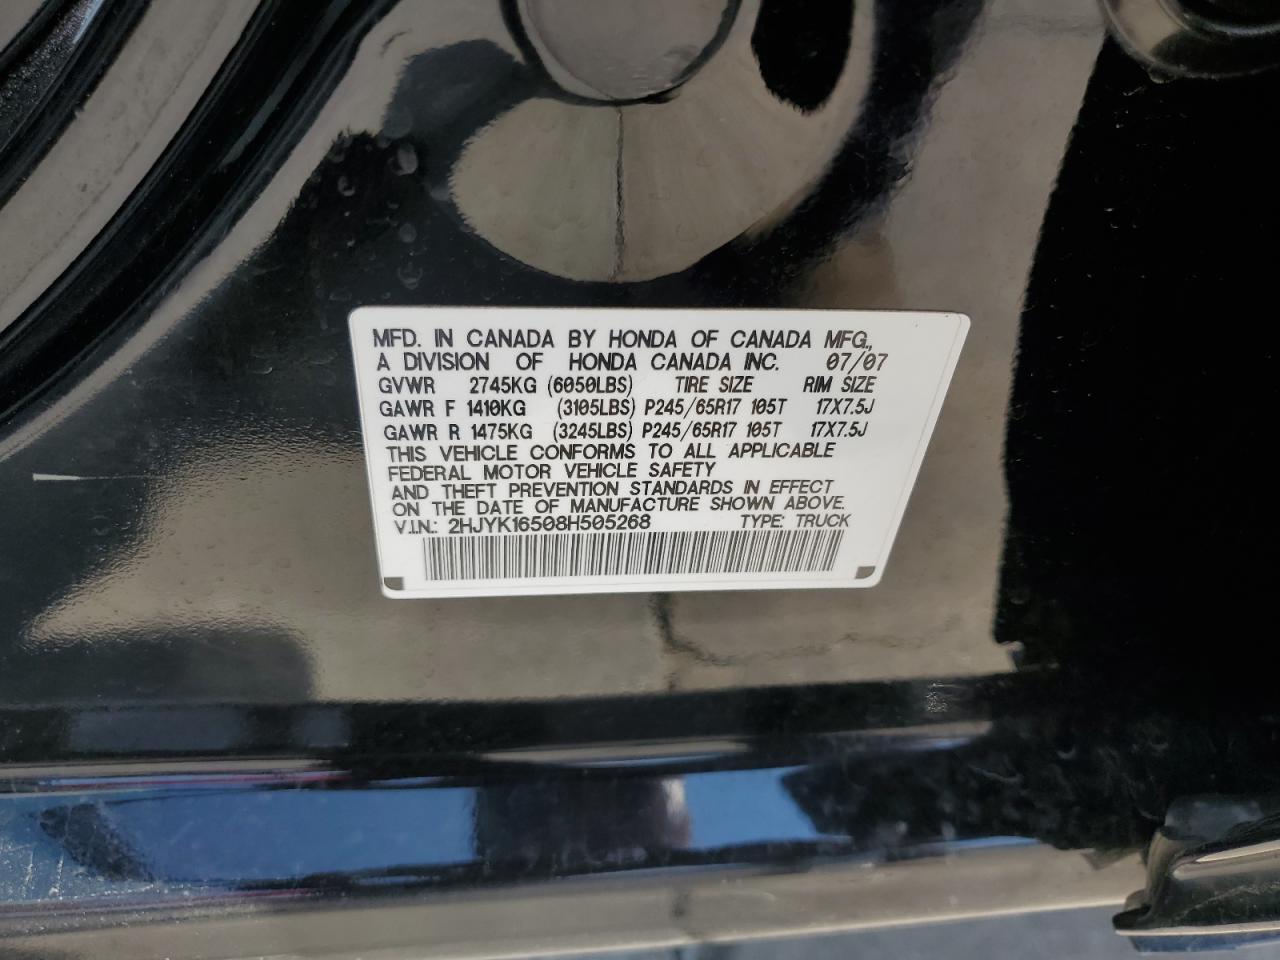 MFD. IN CANADA BY HONDA OF CANADA MFG.,
A DIVISION OF HONDA CANADA INC. 07/07
GVWR 2745KG (6050LBS) TIRE SIZE RIM SIZE
GAWR F 1410KG (3105LBS) P245/65R17 105T 17X7.5J
GAWR R 1475KG (3245LBS) P245/65R17 105T 17X7.5J
THIS VEHICLE CONFORMS TO ALL APPLICABLE
FEDERAL MOTOR VEHICLE SAFETY
AND THEFT PREVENTION STANDARDS IN EFFECT
ON THE DATE OF MANUFACTURE SHOWN ABOVE.
V.I.N.: 2HJYK16508H505268 TYPE: TRUCK